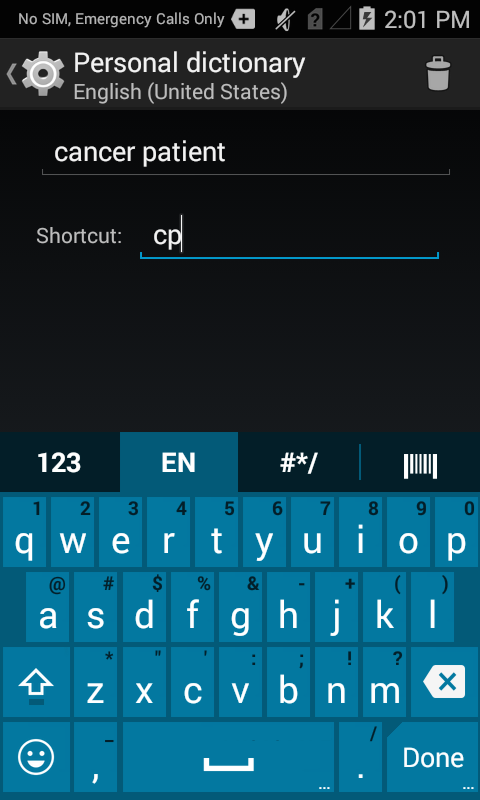 No SIM, Emergency Calls Only 2:01 PM
Personal dictionary
English (United States)
cancer patient
Shortcut: cp
123 EN #*/
1 2 3 4 5 6 7 8 9 0
q w e r t y u i o p
@ # $ % & - + ( )
a s d f g h j k l
* " ' : ; ! ?
z x c v b n m
_ /
, ... . Done ...